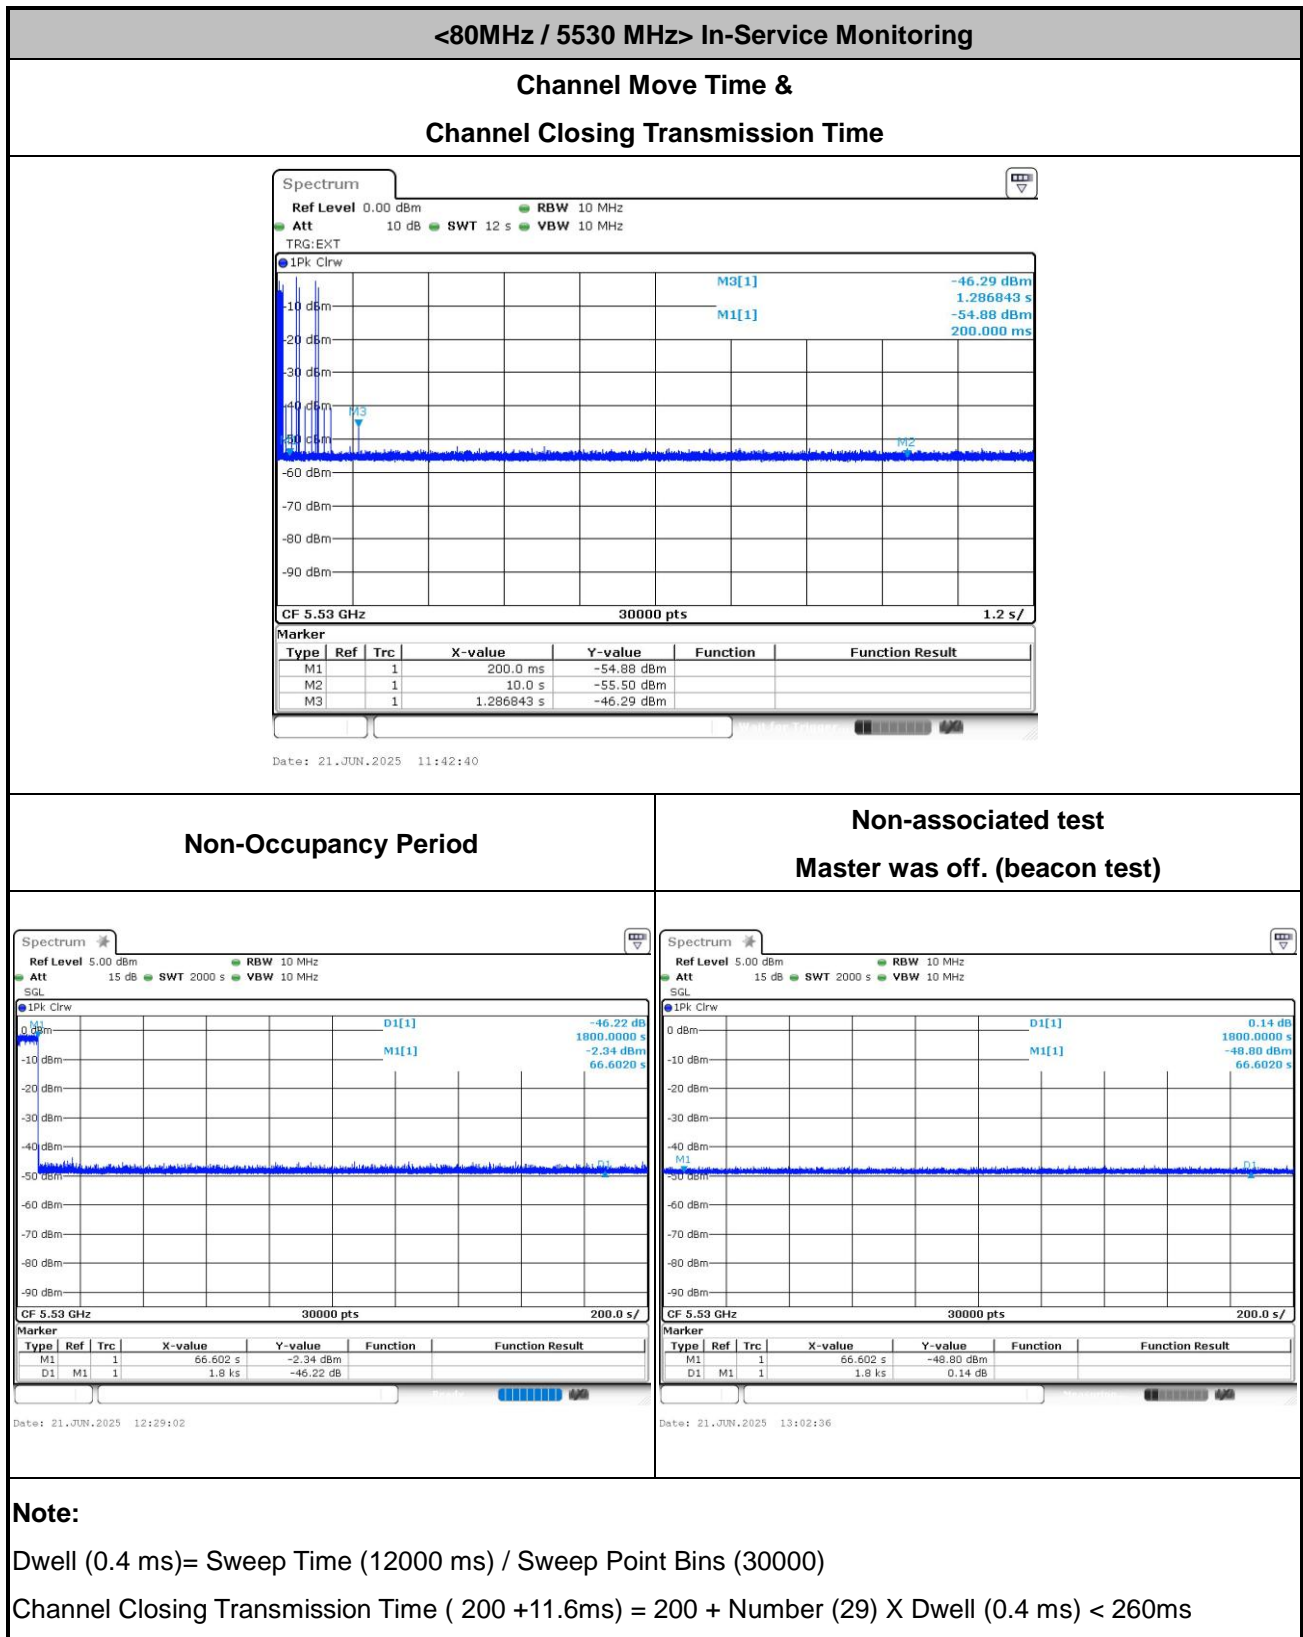 <80MHz / 5530 MHz> In-Service Monitoring
Channel Move Time &
Channel Closing Transmission Time
Spectrum
Ref Level 0.00 dBm RBW 10 MHz
Att 10 dB SWT 12 s VBW 10 MHz
TRG:EXT
1Pk Clrw
M3[1] -46.29 dBm
1.286843 s
M1[1] -54.88 dBm
200.000 ms
-10 dBm
-20 dBm
-30 dBm
-40 dBm
M3
M2
-60 dBm
-70 dBm
-80 dBm
-90 dBm
CF 5.53 GHz 30000 pts 1.2 s/
Marker
Type Ref Trc X-value Y-value Function Function Result
M1 1 200.0 ms -54.88 dBm
M2 1 10.0 s -55.50 dBm
M3 1 1.286843 s -46.29 dBm
Wait for Trigger...
Date: 21.JUN.2025 11:42:40
Non-Occupancy Period
Non-associated test
Master was off. (beacon test)
Spectrum
Ref Level 5.00 dBm RBW 10 MHz
Att 15 dB SWT 2000 s VBW 10 MHz
SGL
1Pk Clrw
M1 D1[1] -46.22 dB
0 dBm 1800.0000 s
M1[1] -2.34 dBm
-10 dBm 66.6020 s
-20 dBm
-30 dBm
-40 dBm
D1
-50 dBm
-60 dBm
-70 dBm
-80 dBm
-90 dBm
CF 5.53 GHz 30000 pts 200.0 s/
Marker
Type Ref Trc X-value Y-value Function Function Result
M1 1 66.602 s -2.34 dBm
D1 M1 1 1.8 ks -46.22 dB
Ready
Date: 21.JUN.2025 12:29:02
Spectrum
Ref Level 5.00 dBm RBW 10 MHz
Att 15 dB SWT 2000 s VBW 10 MHz
SGL
1Pk Clrw
D1[1] 0.14 dB
0 dBm 1800.0000 s
M1[1] -48.80 dBm
-10 dBm 66.6020 s
-20 dBm
-30 dBm
-40 dBm
M1 D1
-50 dBm
-60 dBm
-70 dBm
-80 dBm
-90 dBm
CF 5.53 GHz 30000 pts 200.0 s/
Marker
Type Ref Trc X-value Y-value Function Function Result
M1 1 66.602 s -48.80 dBm
D1 M1 1 1.8 ks 0.14 dB
Measuring...
Date: 21.JUN.2025 13:02:36
Note:
Dwell (0.4 ms)= Sweep Time (12000 ms) / Sweep Point Bins (30000)
Channel Closing Transmission Time ( 200 +11.6ms) = 200 + Number (29) X Dwell (0.4 ms) < 260ms